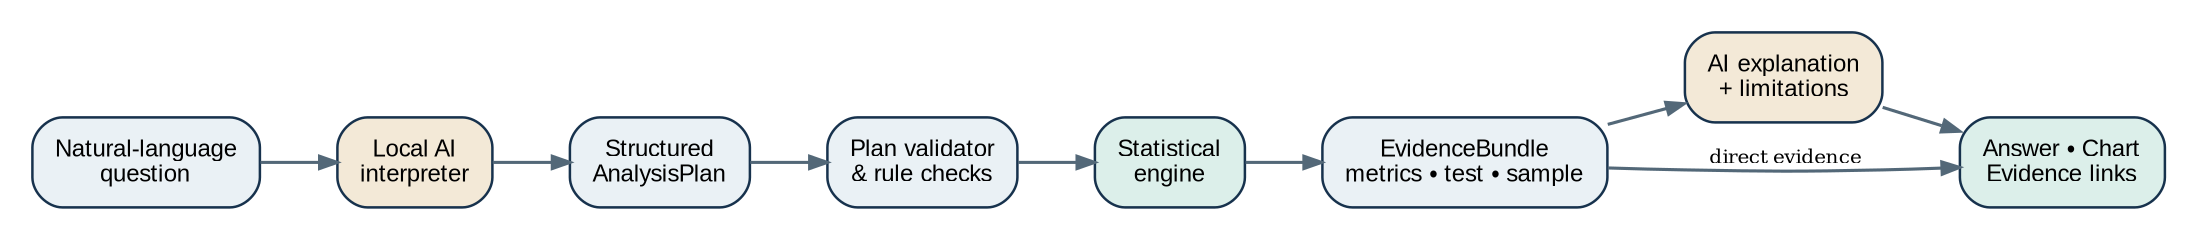 Natural-language
question
Local AI
interpreter
Structured
AnalysisPlan
Plan validator
& rule checks
Statistical
engine
EvidenceBundle
metrics • test • sample
AI explanation
+ limitations
direct evidence
Answer • Chart
Evidence links